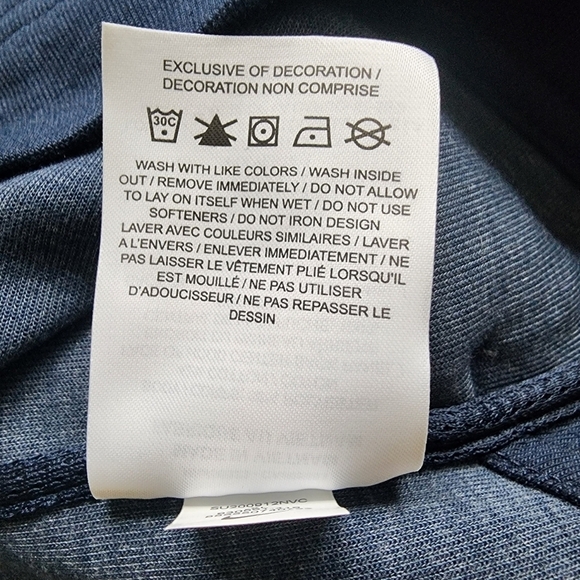 EXCLUSIVE OF DECORATION /
DECORATION NON COMPRISE
30C
WASH WITH LIKE COLORS / WASH INSIDE
OUT / REMOVE IMMEDIATELY / DO NOT ALLOW
TO LAY ON ITSELF WHEN WET / DO NOT USE
SOFTENERS / DO NOT IRON DESIGN
LAVER AVEC COULEURS SIMILAIRES / LAVER
A L'ENVERS / ENLEVER IMMEDIATEMENT / NE
PAS LAISSER LE VÊTEMENT PLIÉ LORSQU'IL
EST MOUILLÉ / NE PAS UTILISER
D'ADOUCISSEUR / NE PAS REPASSER LE
DESSIN